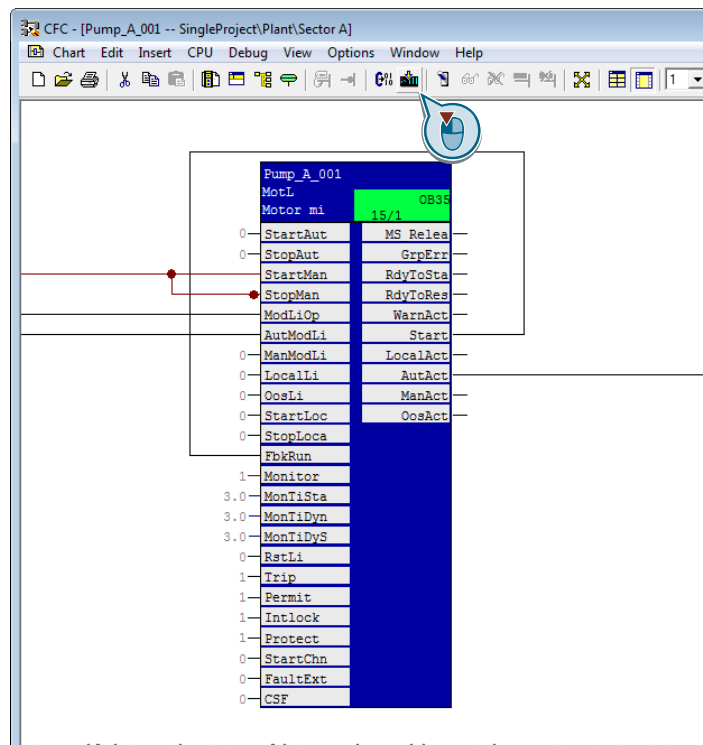 CFC - [Pump_A_001 -- SingleProject\Plant\Sector A]
Chart Edit Insert CPU Debug View Options Window Help
1
Pump_A_001
MotL
Motor mi
OB35
15/1
0 StartAut MS Relea
0 StopAut GrpErr
StartMan RdyToSta
StopMan RdyToRes
ModLiOp WarnAct
AutModLi Start
0 ManModLi LocalAct
0 LocalLi AutAct
0 OosLi ManAct
0 StartLoc OosAct
0 StopLoca
FbkRun
1 Monitor
3.0 MonTiSta
3.0 MonTiDyn
3.0 MonTiDyS
0 RstLi
1 Trip
1 Permit
1 Intlock
1 Protect
0 StartChn
0 FaultExt
0 CSF